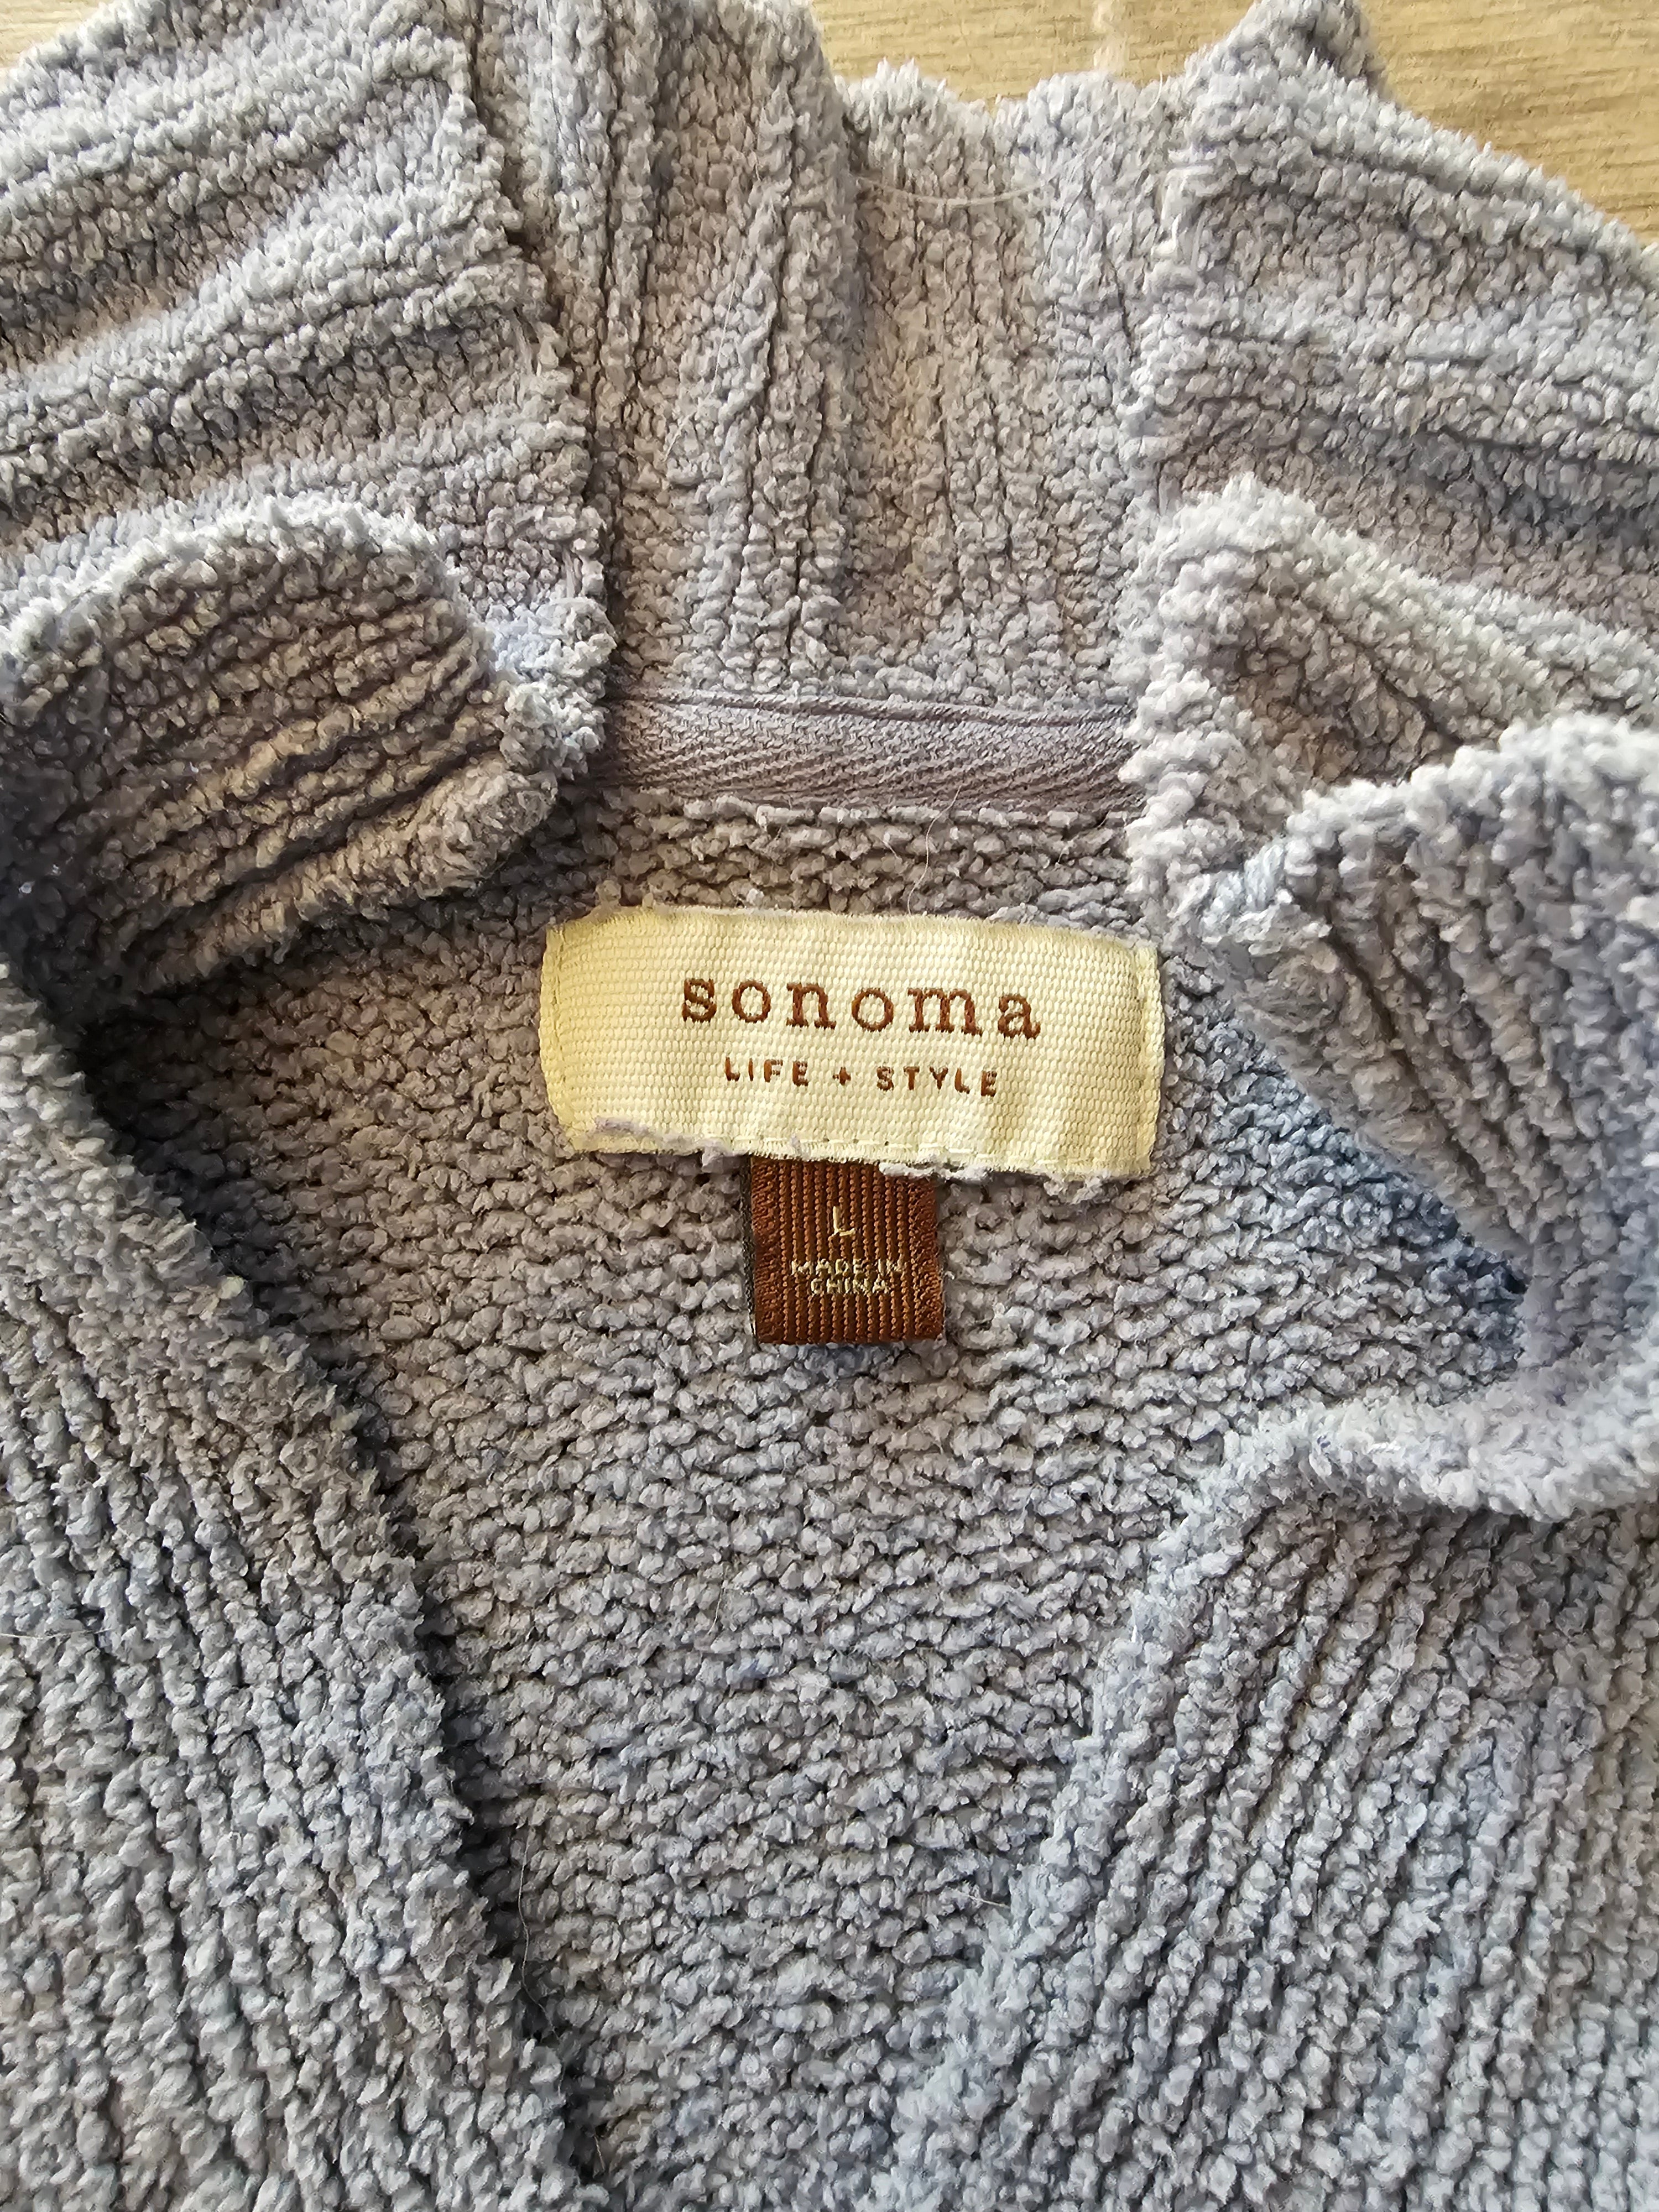 sonoma
LIFE + STYLE
L
MADE IN
CHINA